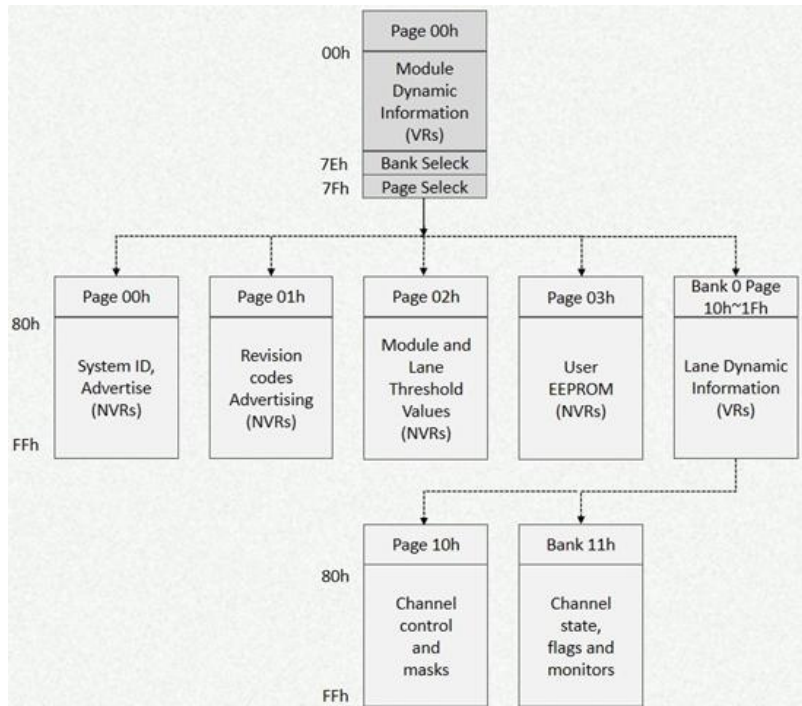 Page 00h
00h
Module
Dynamic
Information
(VRs)
7Eh
Bank Seleck
7Fh
Page Seleck
Page 00h
Page 01h
Page 02h
Page 03h
Bank 0 Page
10h~1Fh
80h
System ID,
Advertise
(NVRs)
Revision
codes
Advertising
(NVRs)
Module and
Lane
Threshold
Values
(NVRs)
User
EEPROM
(NVRs)
Lane Dynamic
Information
(VRs)
FFh
Page 10h
Bank 11h
80h
Channel
control
and
masks
Channel
state,
flags and
monitors
FFh